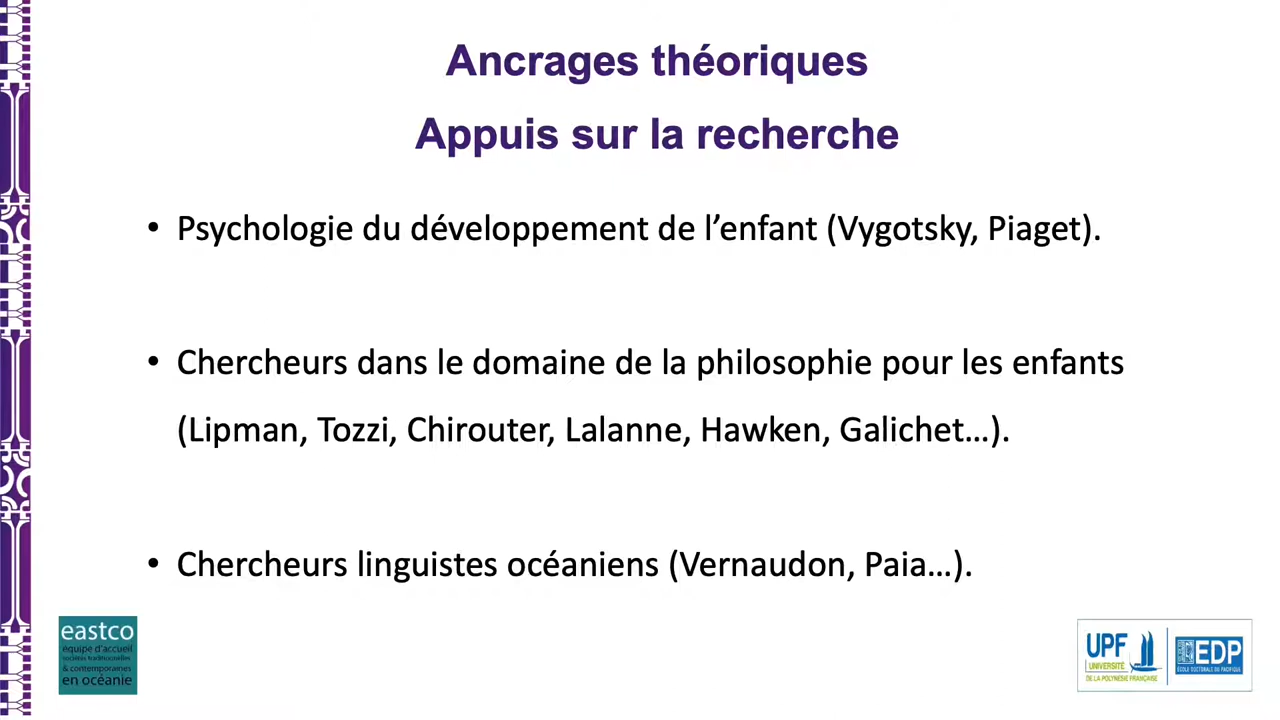 Ancrages théoriques
Appuis sur la recherche
• Psychologie du développement de l’enfant (Vygotsky, Piaget).
• Chercheurs dans le domaine de la philosophie pour les enfants
(Lipman, Tozzi, Chirouter, Lalanne, Hawken, Galichet…).
• Chercheurs linguistes océaniens (Vernaudon, Paia…).
eastco
équipe d'accueil
sociétés traditionnelles
& contemporaines
en océanie
UPF
UNIVERSITÉ
DE LA POLYNÉSIE FRANÇAISE
EDP
ÉCOLE DOCTORALE DU PACIFIQUE